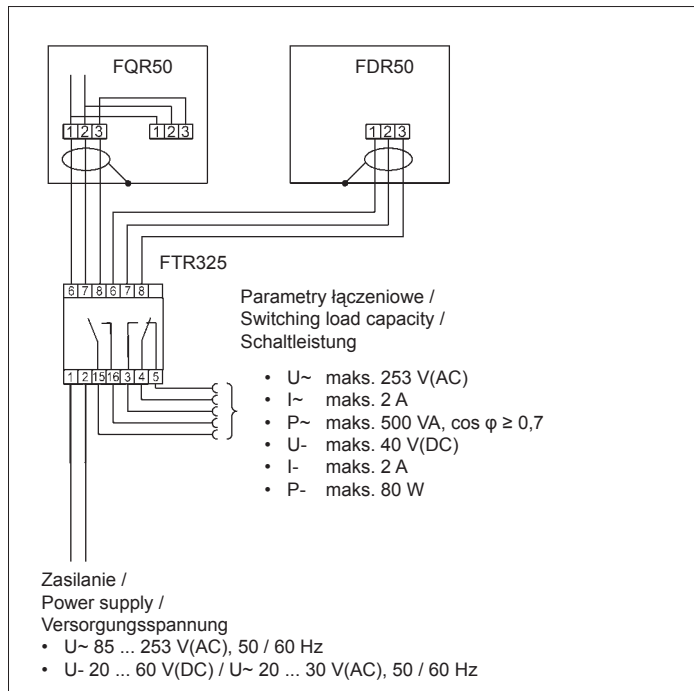 FQR50
FDR50
1 2 3
1 2 3
1 2 3
FTR325
6 7 8 6 7 8
Parametry łączeniowe /
Switching load capacity /
Schaltleistung
1 2 15 16 3 4 5
• U~ maks. 253 V(AC)
• I~ maks. 2 A
• P~ maks. 500 VA, cos φ ≥ 0,7
• U- maks. 40 V(DC)
• I- maks. 2 A
• P- maks. 80 W
Zasilanie /
Power supply /
Versorgungsspannung
• U~ 85 ... 253 V(AC), 50 / 60 Hz
• U- 20 ... 60 V(DC) / U~ 20 ... 30 V(AC), 50 / 60 Hz